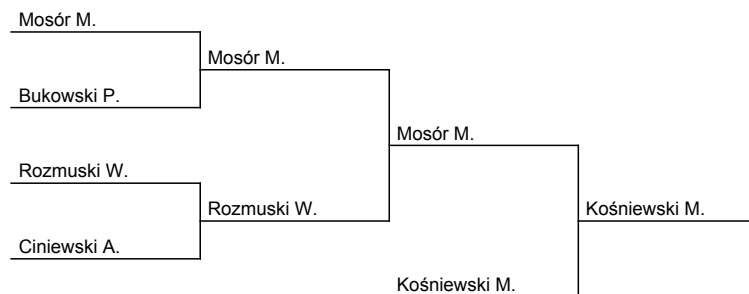 Mosór M.
Mosór M.
Bukowski P.
Mosór M.
Rozmuski W.
Rozmuski W.
Kośniewski M.
Ciniewski A.
Kośniewski M.